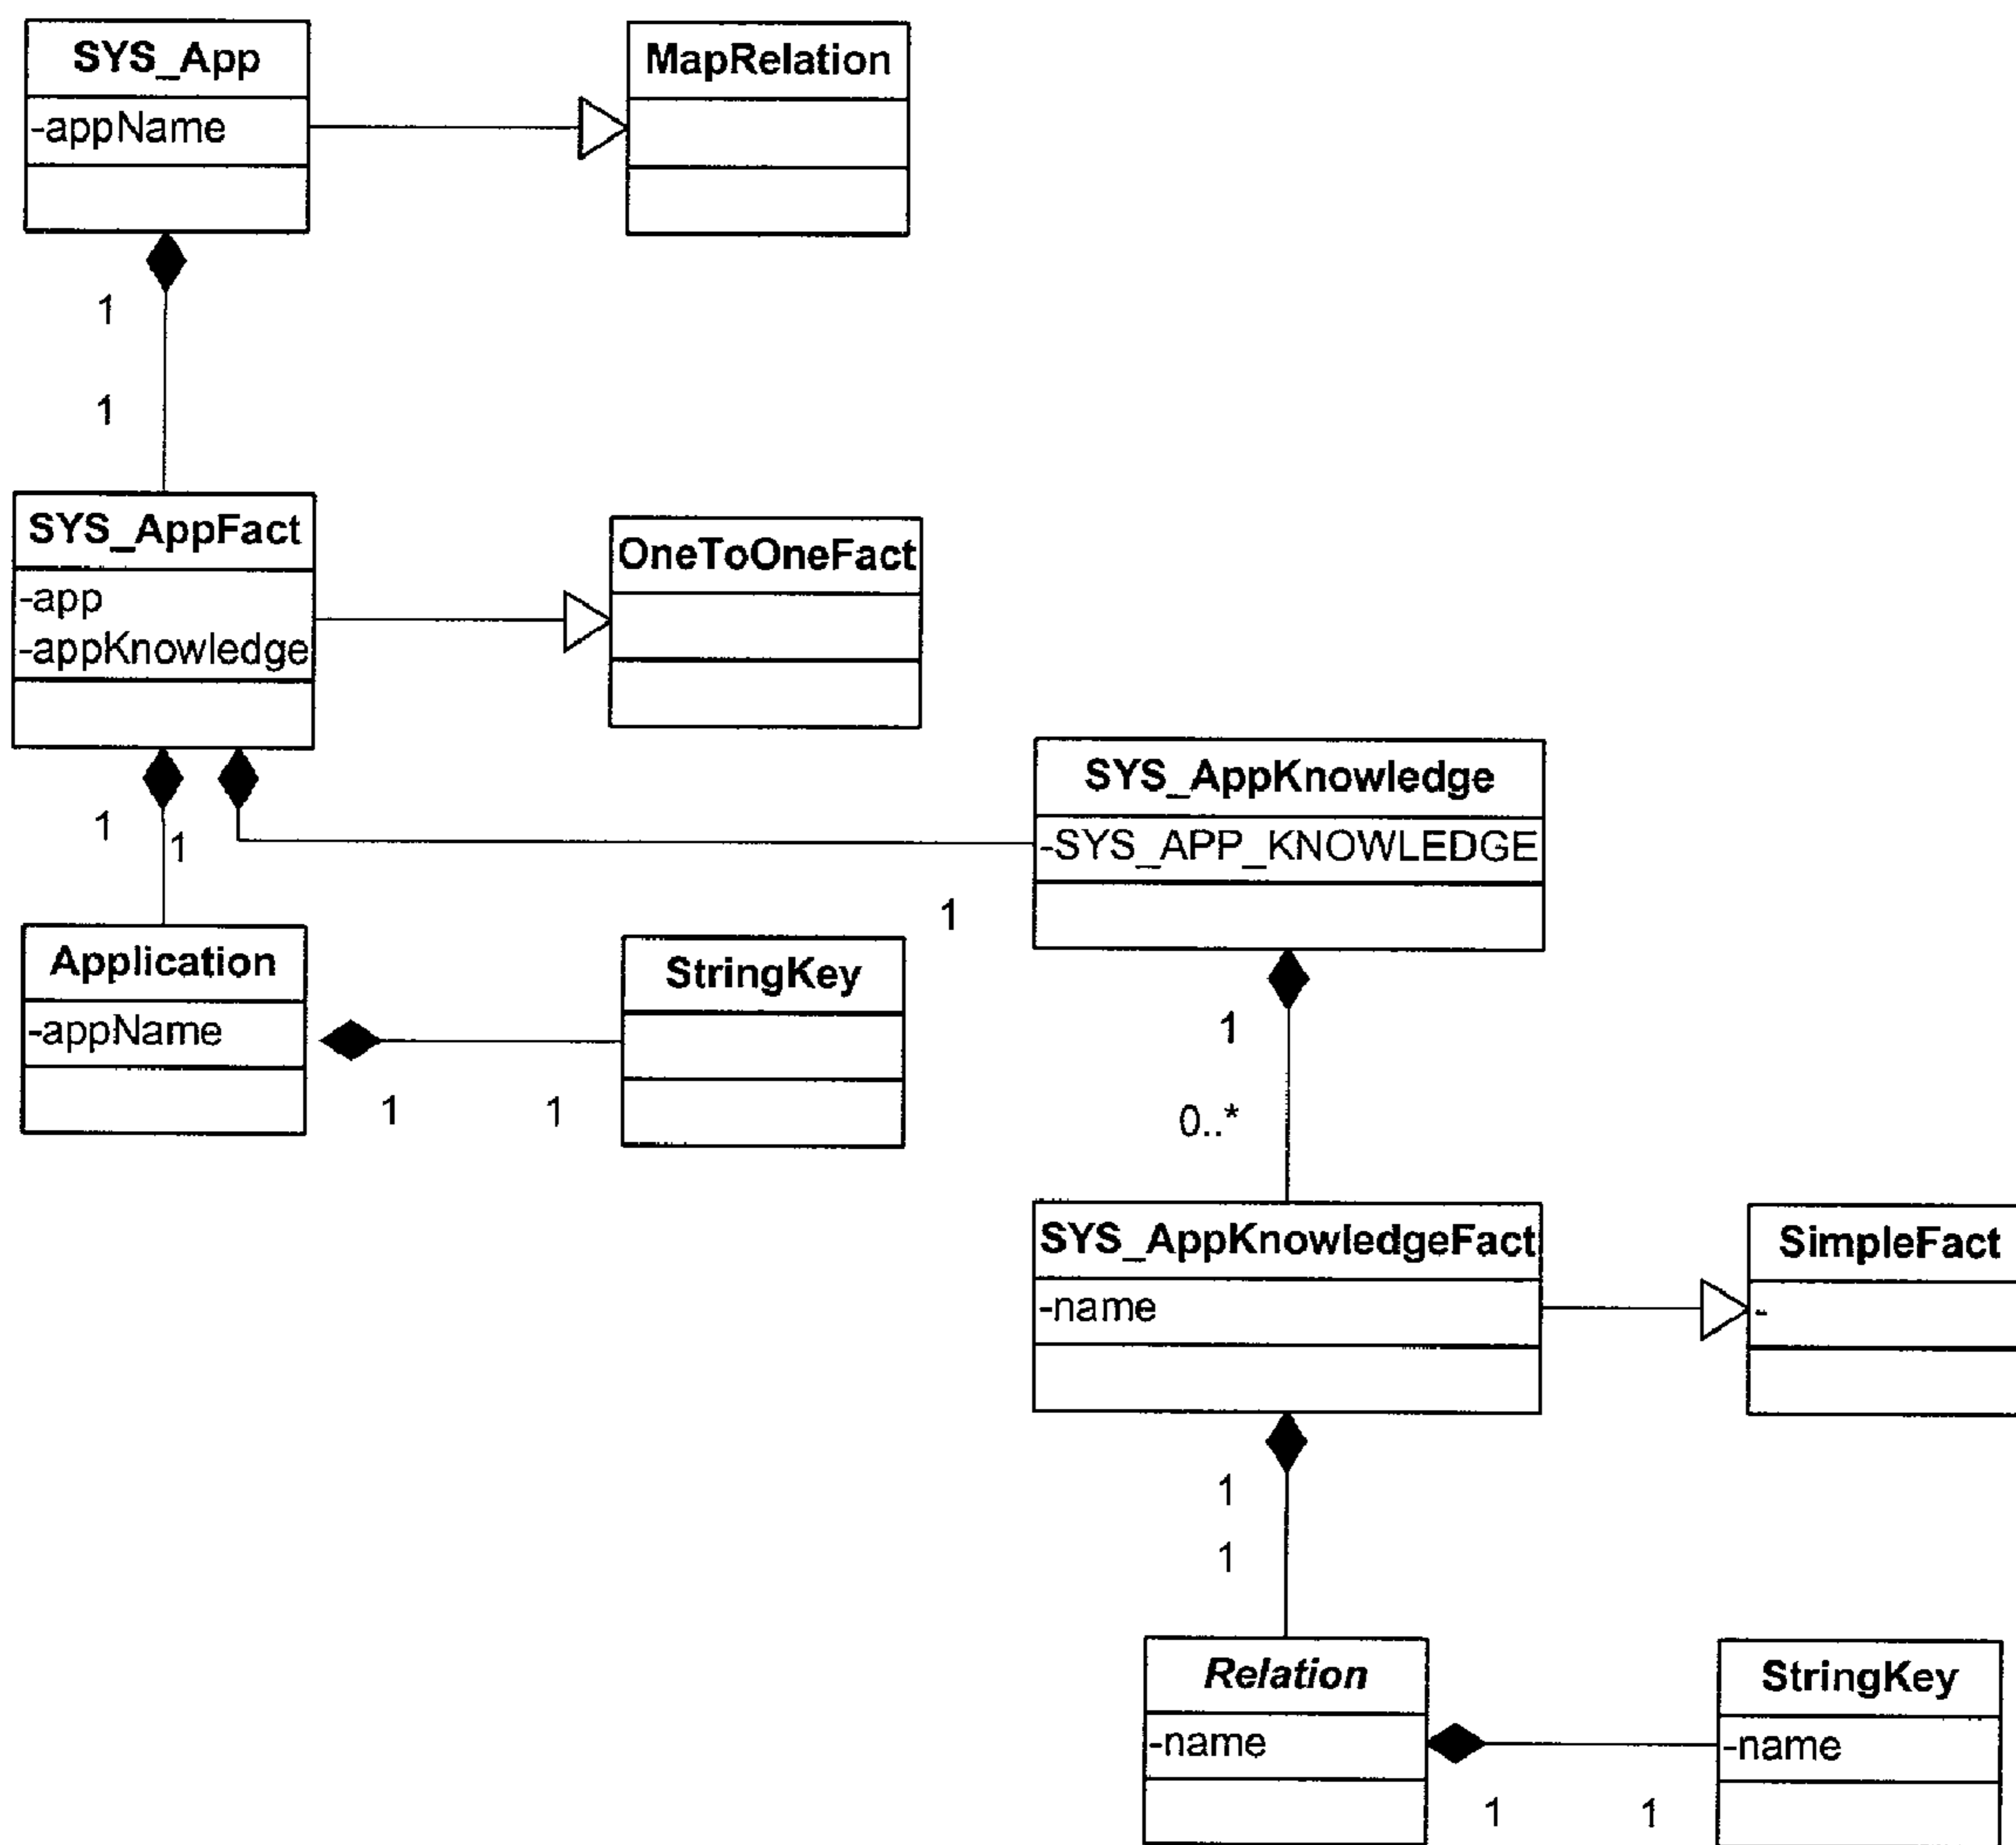 SYS_App
-appName
MapRelation
1
1
SYS_AppFact
-app
-appKnowledge
OneToOneFact
1
1
SYS_AppKnowledge
-SYS_APP_KNOWLEDGE
1
Application
-appName
StringKey
1
1
1
0..*
SYS_AppKnowledgeFact
-name
SimpleFact
-
1
1
Relation
-name
StringKey
-name
1
1